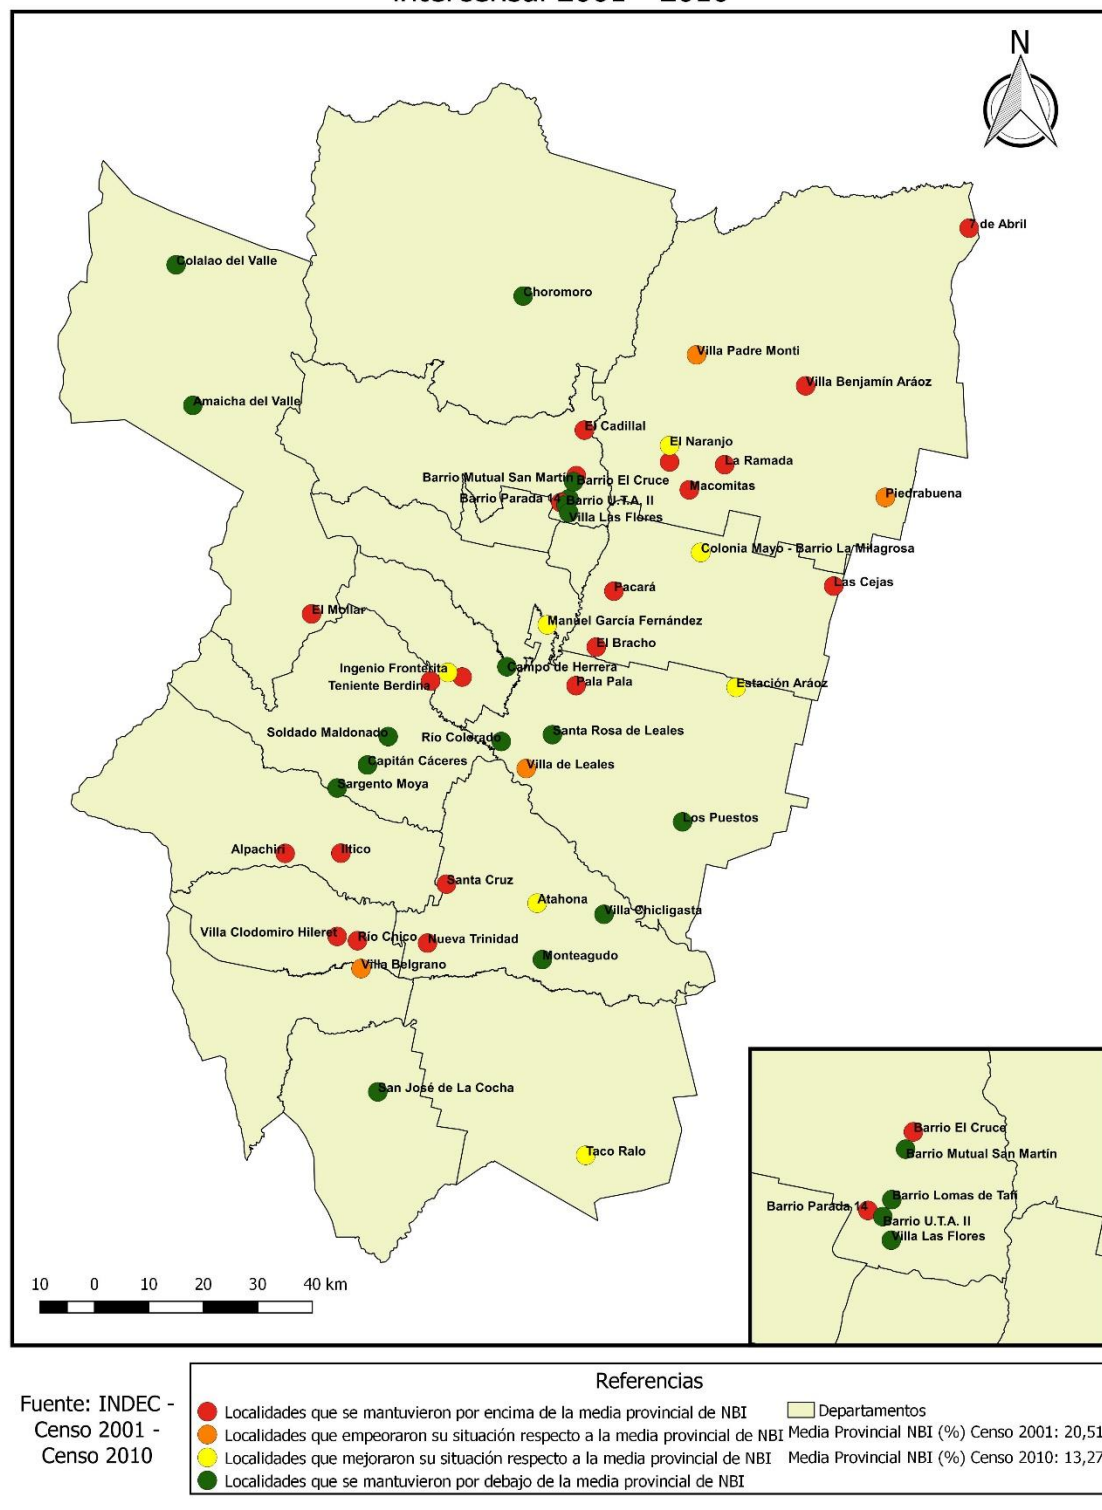 intercensal 2001 - 2010
N
7 de Abril
Colalao del Valle
Choromoro
Villa Padre Monti
Villa Benjamín Aráoz
Amaicha del Valle
El Cadillal
El Naranjo
La Ramada
Barrio Mutual San Martín
Barrio El Cruce
Macomitas
Barrio Parada 14
Barrio U.T.A. II
Piedrabuena
Villa Las Flores
Colonia Mayo - Barrio La Milagrosa
Las Cejas
Pacará
El Mollar
Manuel García Fernández
El Bracho
Ingenio Fronterita
Campo de Herrera
Teniente Berdina
Pala Pala
Estación Aráoz
Soldado Maldonado
Río Colorado
Santa Rosa de Leales
Capitán Cáceres
Villa de Leales
Sargento Moya
Los Puestos
Alpachiri
Iltico
Santa Cruz
Atahona
Villa Chicligasta
Villa Clodomiro Hileret
Río Chico
Nueva Trinidad
Monteagudo
Villa Belgrano
San José de La Cocha
Taco Ralo
Barrio El Cruce
Barrio Mutual San Martín
Barrio Lomas de Tafí
Barrio Parada 14
Barrio U.T.A. II
Villa Las Flores
10 0 10 20 30 40 km
Fuente: INDEC -
Censo 2001 -
Censo 2010
Referencias
Localidades que se mantuvieron por encima de la media provincial de NBI
Localidades que empeoraron su situación respecto a la media provincial de NBI
Localidades que mejoraron su situación respecto a la media provincial de NBI
Localidades que se mantuvieron por debajo de la media provincial de NBI
Departamentos
Media Provincial NBI (%) Censo 2001: 20,51
Media Provincial NBI (%) Censo 2010: 13,27